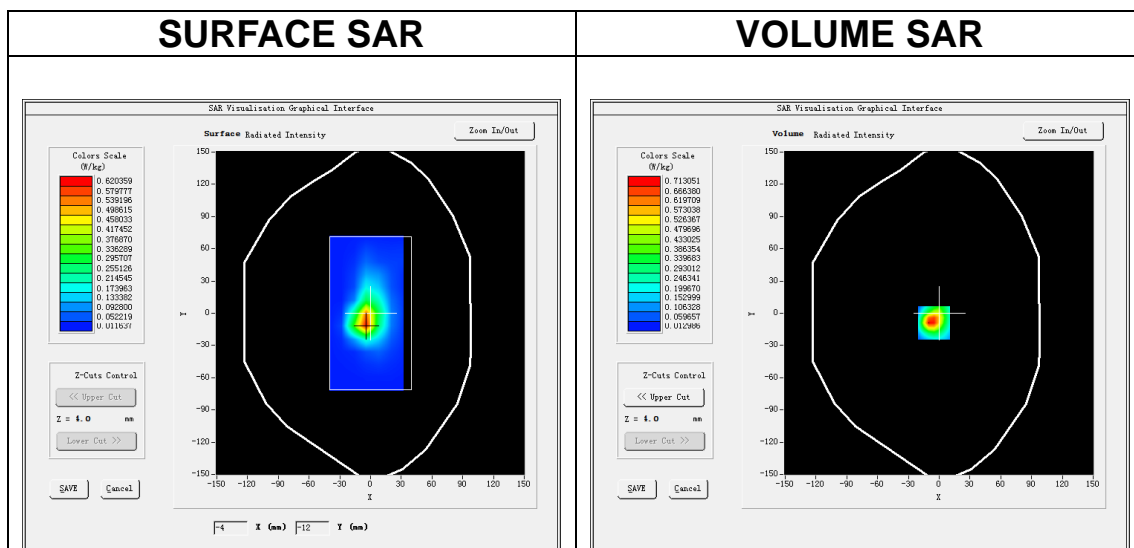 SURFACE SAR
SAR Visualisation Graphical Interface
Surface Radiated Intensity
Zoom In/Out
Colors Scale
(W/kg)
0.620359
0.579777
0.539196
0.498615
0.458033
0.417452
0.376870
0.336289
0.295707
0.255126
0.214545
0.173963
0.133382
0.092800
0.052219
0.011637
Z-Cuts Control
<< Upper Cut
Z = 4.0 mm
Lower Cut >>
SAVE Cancel
150
120
90
60
30
0
-30
-60
-90
-120
-150
Y
-150 -120 -90 -60 -30 0 30 60 90 120 150
X
-4 X (mm) -12 Y (mm)
VOLUME SAR
SAR Visualisation Graphical Interface
Volume Radiated Intensity
Zoom In/Out
Colors Scale
(W/kg)
0.713051
0.666380
0.619709
0.573038
0.526367
0.479696
0.433025
0.386354
0.339683
0.293012
0.246341
0.199670
0.152999
0.106328
0.059657
0.012986
Z-Cuts Control
<< Upper Cut
Z = 4.0 mm
Lower Cut >>
SAVE Cancel
150
120
90
60
30
0
-30
-60
-90
-120
-150
Y
-150 -120 -90 -60 -30 0 30 60 90 120 150
X